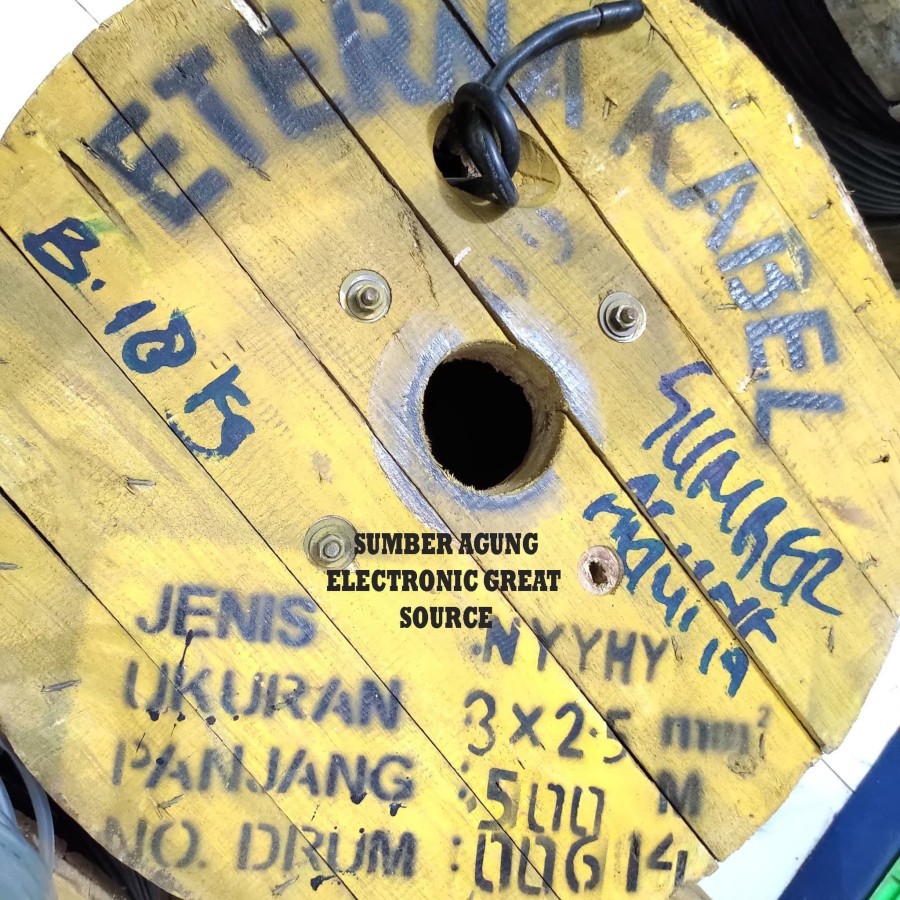 ETERNA KABEL
B. 18 K
SUMBER
SUMBER AGUNG
ELECTRONIC GREAT
SOURCE
JENIS : NYYHY
UKURAN 3 x 2.5 mm²
PANJANG : 500 M
NO. DRUM : 00614